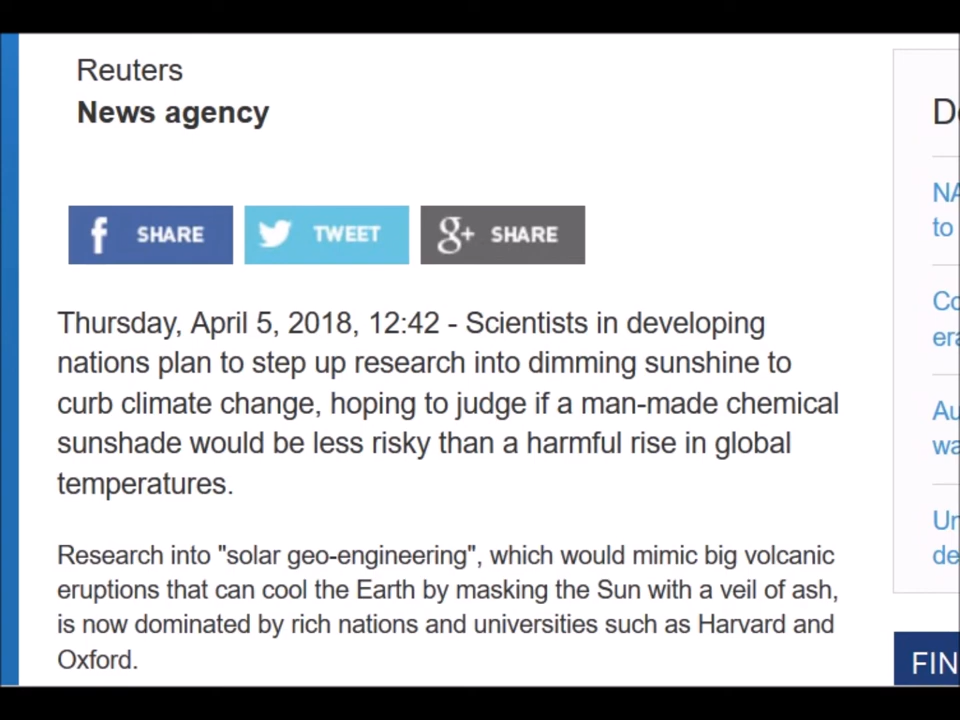 Reuters
News agency
SHARE
TWEET
g+ SHARE
Thursday, April 5, 2018, 12:42 - Scientists in developing
nations plan to step up research into dimming sunshine to
curb climate change, hoping to judge if a man-made chemical
sunshade would be less risky than a harmful rise in global
temperatures.
Research into "solar geo-engineering", which would mimic big volcanic
eruptions that can cool the Earth by masking the Sun with a veil of ash,
is now dominated by rich nations and universities such as Harvard and
Oxford.
to